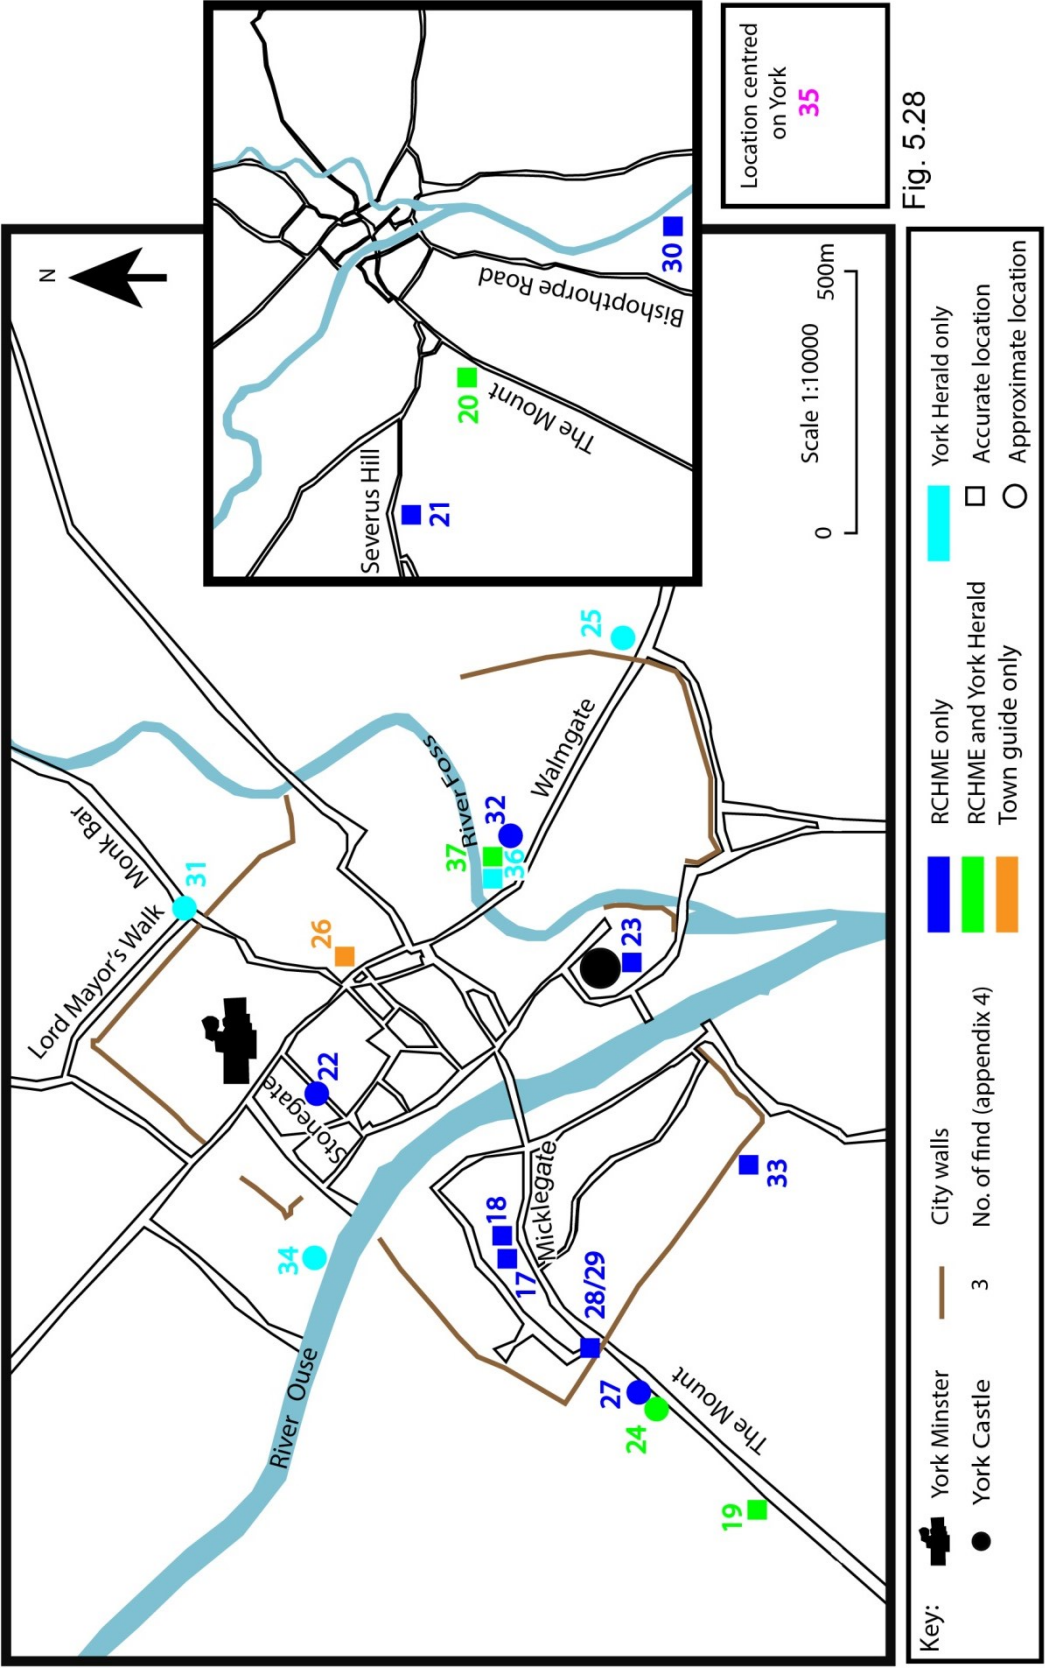 N
Lord Mayor's Walk
Monk Bar
31
26
22
Stonegate
34
River Ouse
River Foss
37
36
32
Walmgate
25
23
18
17
Micklegate
28/29
27
24
The Mount
19
33
Severus Hill
21
20
The Mount
Bishopthorpe Road
30
Scale 1:10000
0
500m
Location centred
on York
35
Fig. 5.28
Key:
York Minster
York Castle
City walls
3
No. of find (appendix 4)
RCHME only
RCHME and York Herald
Town guide only
York Herald only
Accurate location
Approximate location